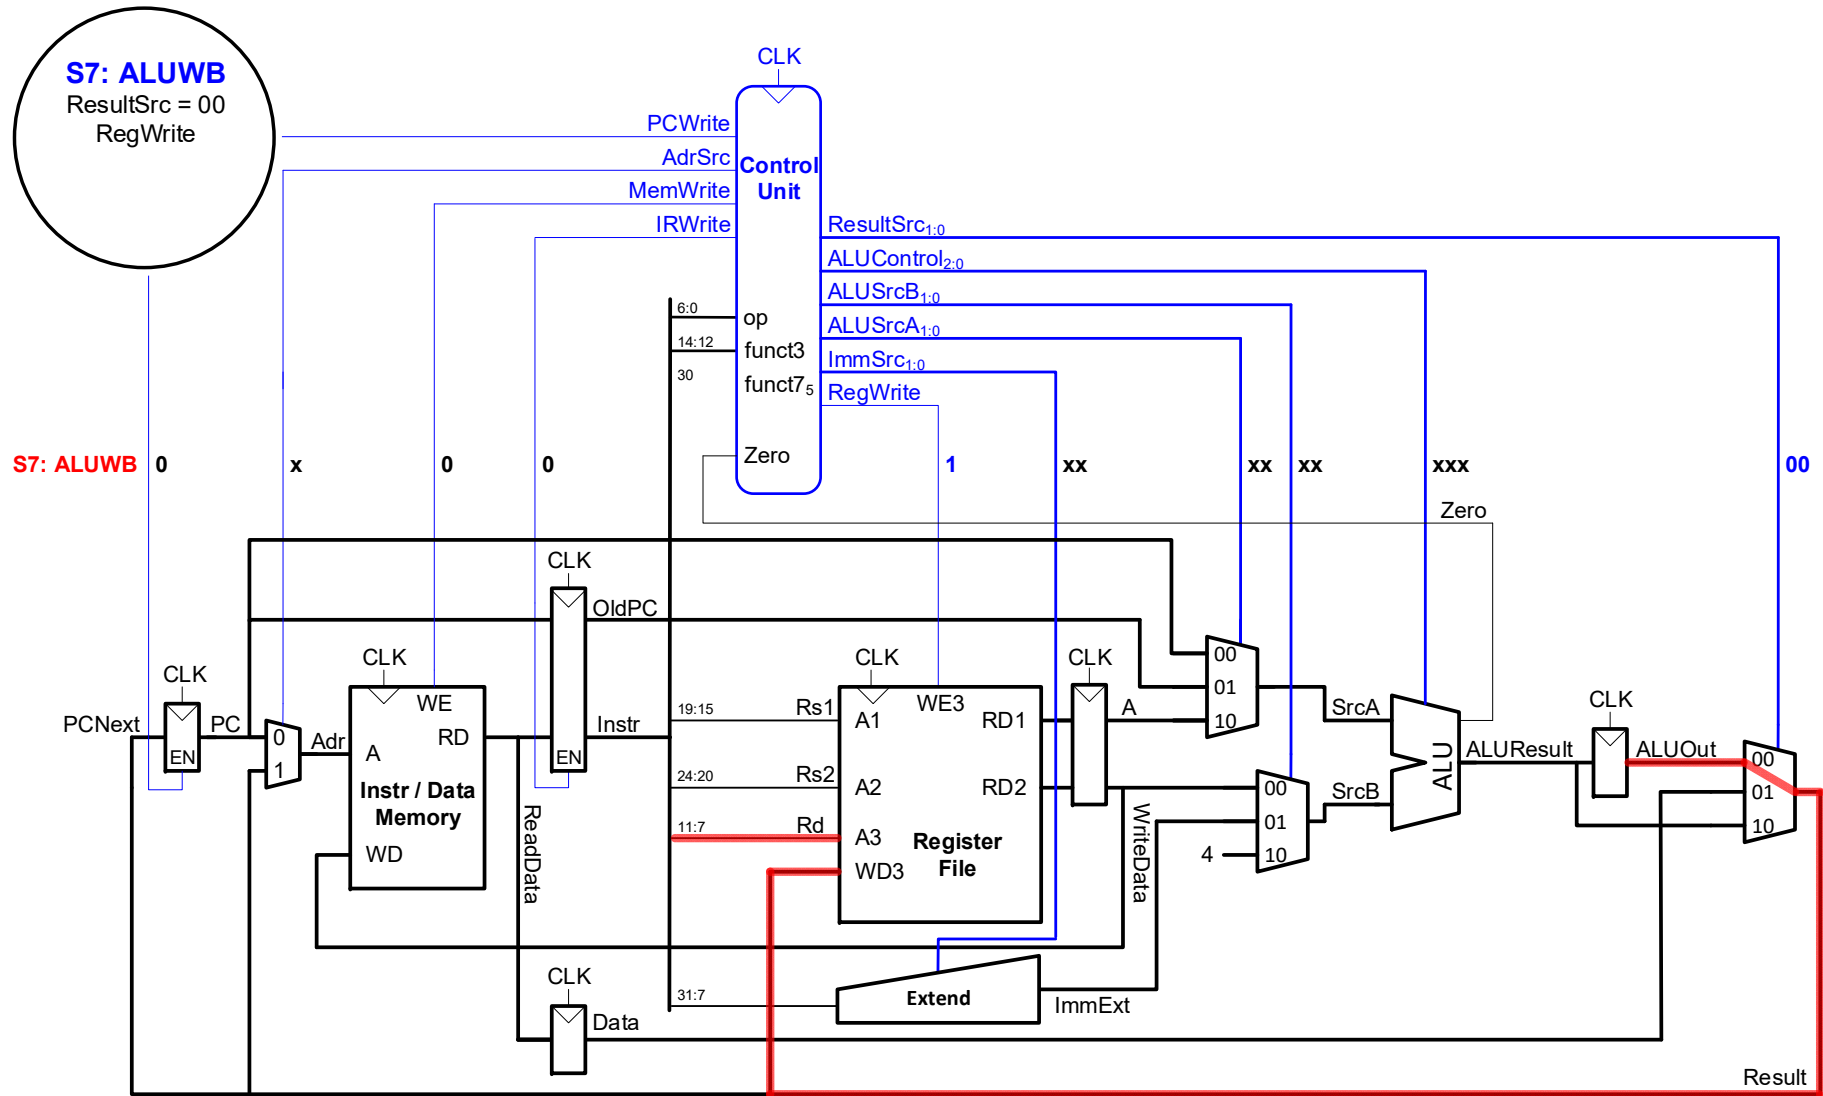 S7: ALUWB
ResultSrc = 00
RegWrite
CLK
PCWrite
AdrSrc
MemWrite
IRWrite
Control
Unit
ResultSrc1:0
ALUControl2:0
ALUSrcB1:0
ALUSrcA1:0
ImmSrc1:0
RegWrite
6:0 op
14:12 funct3
30 funct75
Zero
S7: ALUWB 0 x 0 0 1 xx xx xx xxx 00
Zero
CLK
OldPC
CLK
PCNext
EN
PC
0
1
Adr
CLK
WE
A
RD
Instr / Data
Memory
WD
EN
Instr
ReadData
CLK
Data
19:15 Rs1
24:20 Rs2
11:7 Rd
31:7
CLK
WE3
A1
RD1
A2
RD2
A3
WD3
Register
File
Extend
ImmExt
CLK
A
WriteData
00
01
10
00
01
10
4
SrcA
SrcB
ALU
ALUResult
CLK
ALUOut
00
01
10
Result